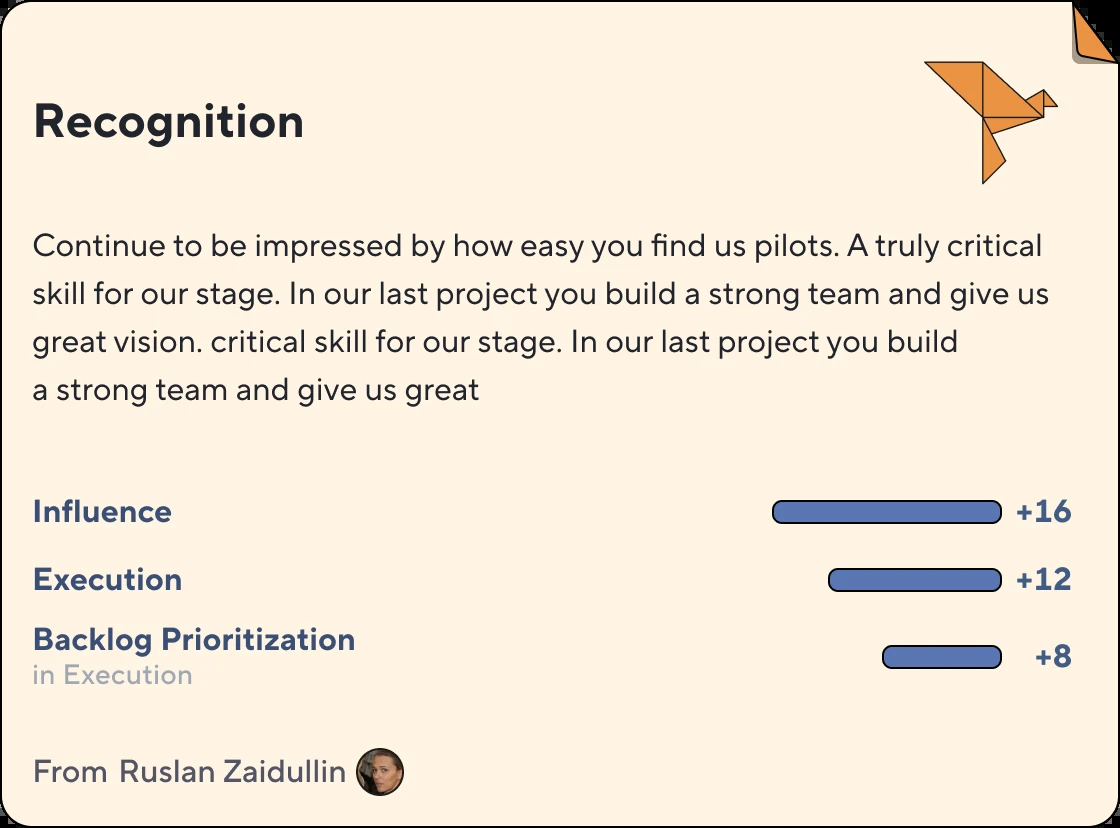 Recognition
Continue to be impressed by how easy you find us pilots. A truly critical
skill for our stage. In our last project you build a strong team and give us
great vision. critical skill for our stage. In our last project you build
a strong team and give us great
Influence +16
Execution +12
Backlog Prioritization
in Execution
+8
From Ruslan Zaidullin